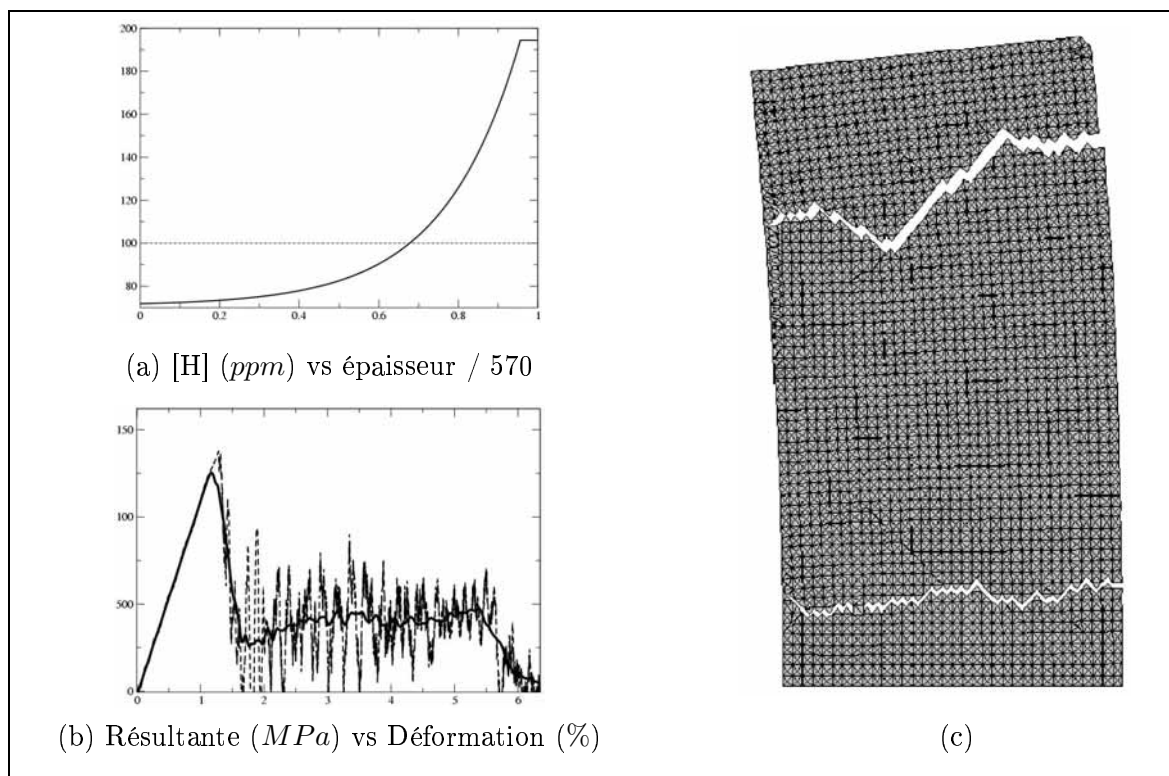 200
180
160
140
120
100
80
0 0.2 0.4 0.6 0.8 1
(a) [H] (ppm) vs épaisseur / 570
150
100
500
0
0 1 2 3 4 5 6
(b) Résultante (MPa) vs Déformation (%)
(c)